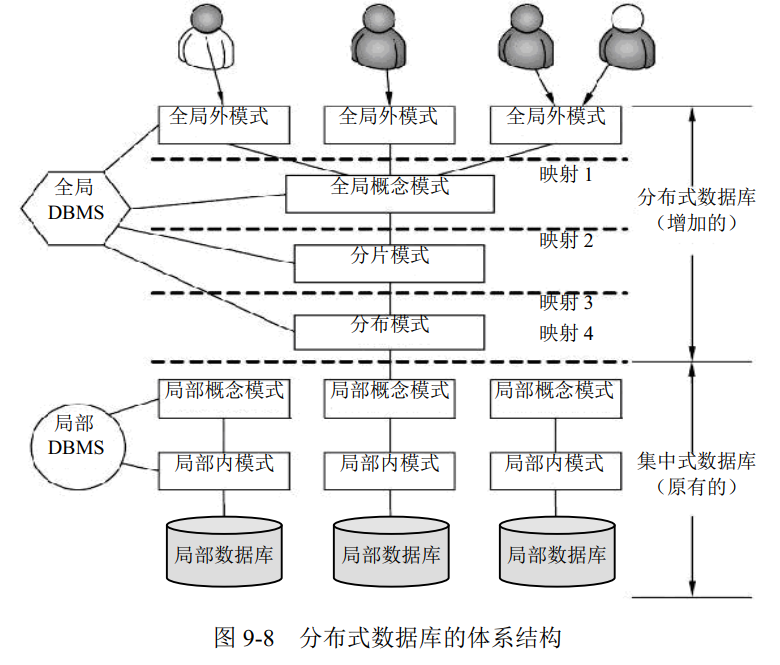 全局外模式 全局外模式 全局外模式
映射 1
全局
DBMS
全局概念模式
分布式数据库
（增加的）
映射 2
分片模式
映射 3
分布模式
映射 4
局部概念模式 局部概念模式 局部概念模式
局部
DBMS
局部内模式 局部内模式 局部内模式
集中式数据库
（原有的）
局部数据库 局部数据库 局部数据库
图 9-8 分布式数据库的体系结构